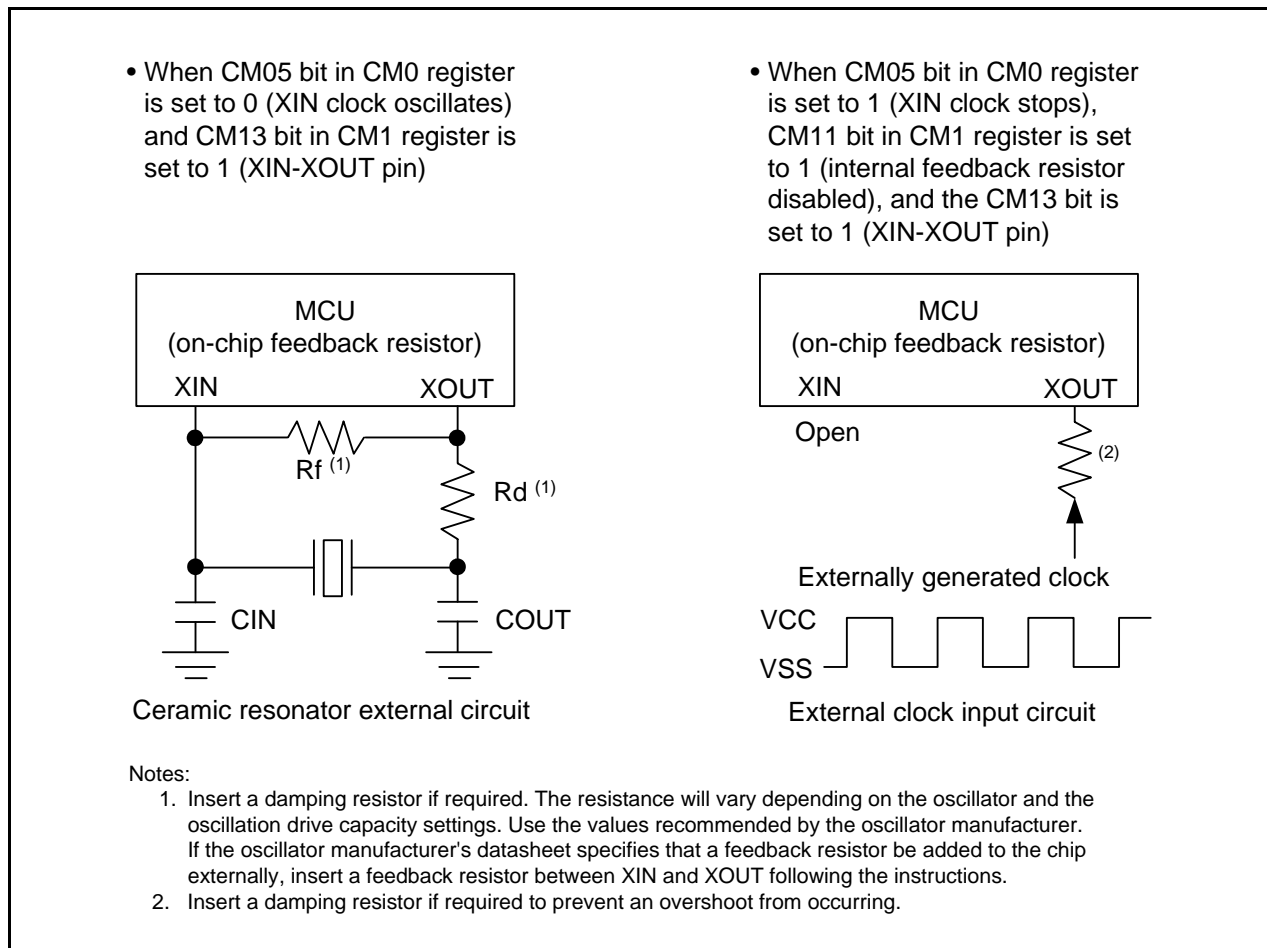 • When CM05 bit in CM0 register
is set to 0 (XIN clock oscillates)
and CM13 bit in CM1 register is
set to 1 (XIN-XOUT pin)
MCU
(on-chip feedback resistor)
XIN
XOUT
Rf (1)
Rd (1)
CIN
COUT
Ceramic resonator external circuit
• When CM05 bit in CM0 register
is set to 1 (XIN clock stops),
CM11 bit in CM1 register is set
to 1 (internal feedback resistor
disabled), and the CM13 bit is
set to 1 (XIN-XOUT pin)
MCU
(on-chip feedback resistor)
XIN
XOUT
Open
(2)
Externally generated clock
VCC
VSS
External clock input circuit
Notes:
1. Insert a damping resistor if required. The resistance will vary depending on the oscillator and the
oscillation drive capacity settings. Use the values recommended by the oscillator manufacturer.
If the oscillator manufacturer's datasheet specifies that a feedback resistor be added to the chip
externally, insert a feedback resistor between XIN and XOUT following the instructions.
2. Insert a damping resistor if required to prevent an overshoot from occurring.